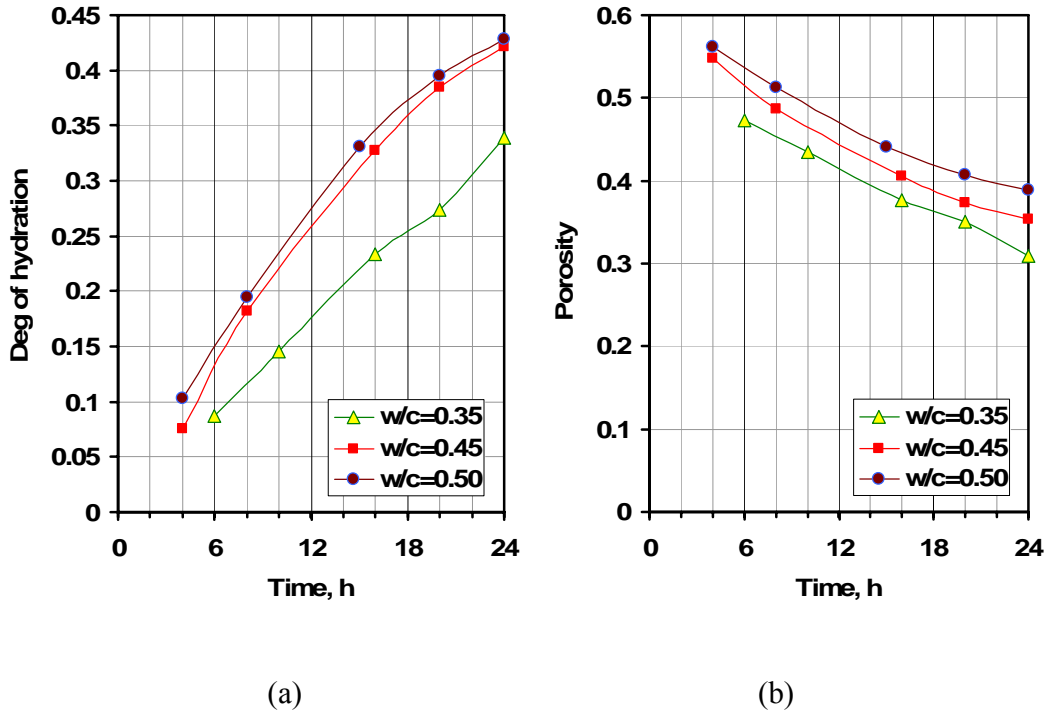 0.45
0.4
0.35
0.3
0.25
0.2
0.15
0.1
0.05
0
Deg of hydration
0 6 12 18 24
Time, h
w/c=0.35
w/c=0.45
w/c=0.50
(a)
0.6
0.5
0.4
0.3
0.2
0.1
0
Porosity
0 6 12 18 24
Time, h
w/c=0.35
w/c=0.45
w/c=0.50
(b)